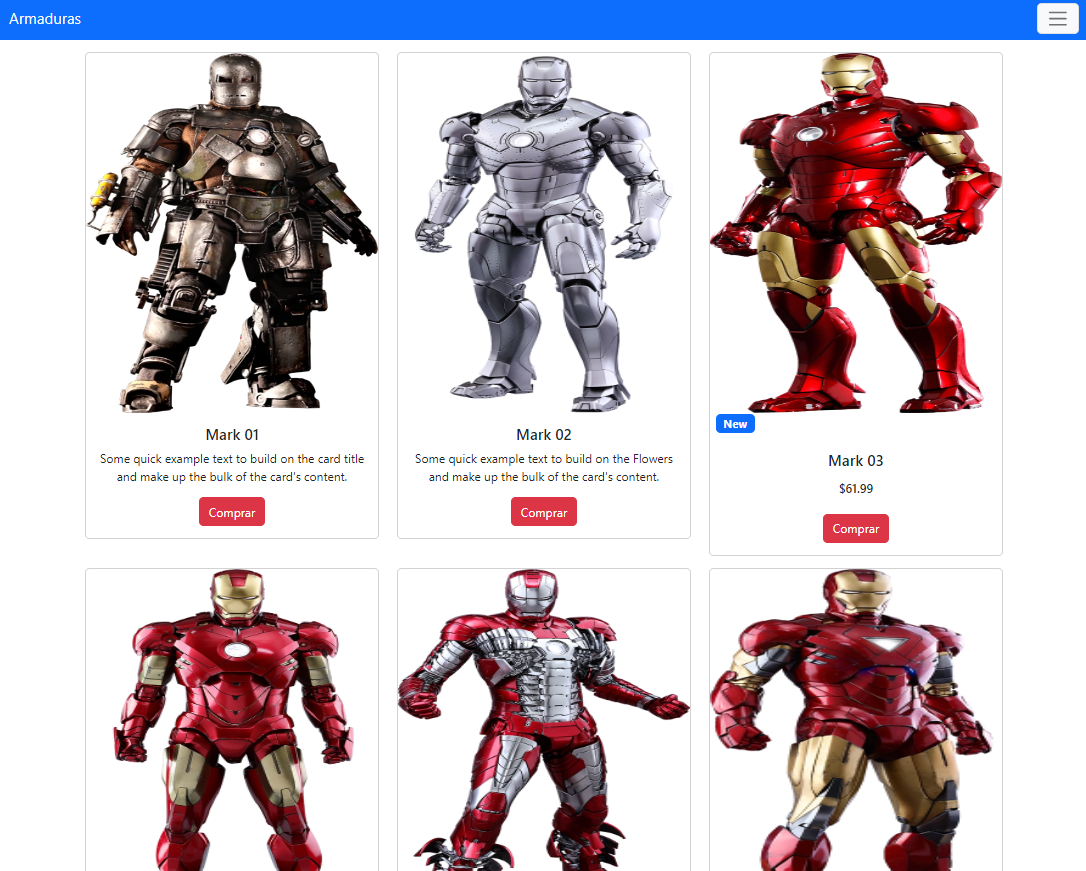 Armaduras
Mark 01
Some quick example text to build on the card title
and make up the bulk of the card's content.
Comprar
Mark 02
Some quick example text to build on the Flowers
and make up the bulk of the card's content.
Comprar
New
Mark 03
$61.99
Comprar